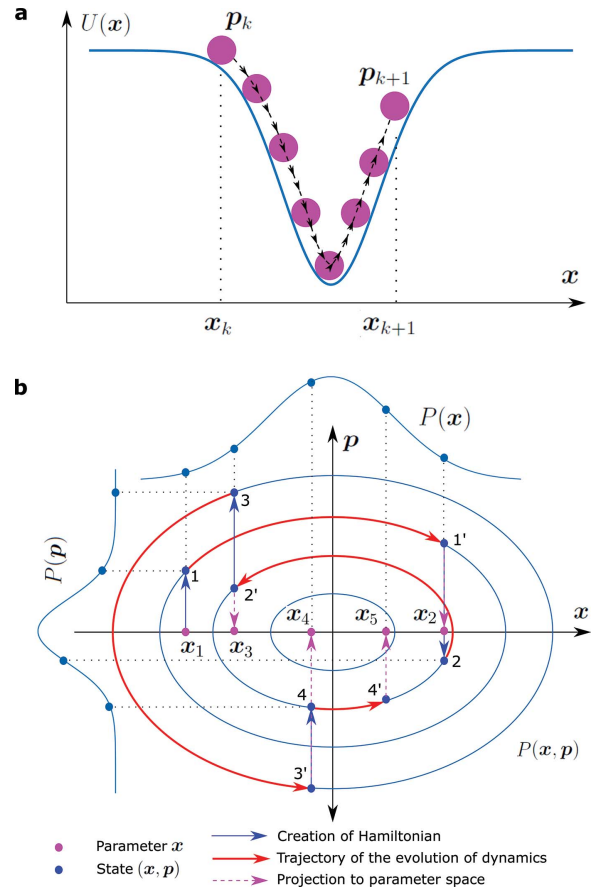 a
U(x)
p_k
p_{k+1}
x
x_k
x_{k+1}
b
P(x)
p
3
1'
P(p)
1
2'
x_4
x_5
x_2
x
x_1
x_3
2
4
4'
3'
P(x, p)
Parameter x
State (x, p)
Creation of Hamiltonian
Trajectory of the evolution of dynamics
Projection to parameter space